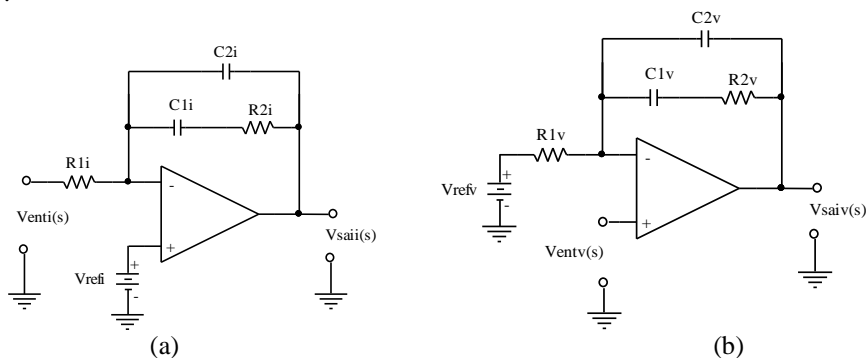 C2i
C1i
R2i
R1i
-
Venti(s)
+
Vsaii(s)
+
Vrefi
-
(a)
C2v
C1v
R2v
R1v
-
+
Vrefv
-
+
Ventv(s)
Vsaiv(s)
(b)